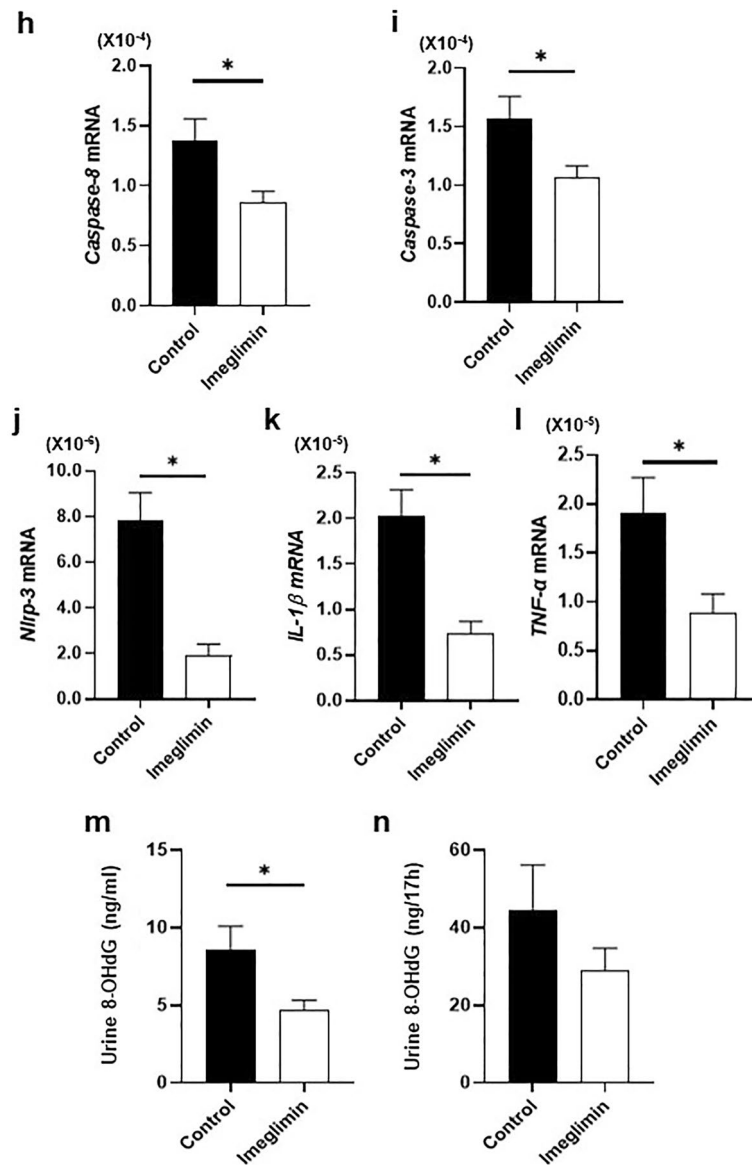 h
(X10-4)
2.0
1.5
1.0
0.5
0.0
Caspase-8 mRNA
*
Control
Imeglimin
i
(X10-4)
2.0
1.5
1.0
0.5
0.0
Caspase-3 mRNA
*
Control
Imeglimin
j
(X10-6)
10.0
8.0
6.0
4.0
2.0
0.0
Nlrp-3 mRNA
*
Control
Imeglimin
k
(X10-5)
2.5
2.0
1.5
1.0
0.5
0.0
IL-1β mRNA
*
Control
Imeglimin
l
(X10-5)
2.5
2.0
1.5
1.0
0.5
0.0
TNF-α mRNA
*
Control
Imeglimin
m
15
10
5
0
Urine 8-OHdG (ng/ml)
*
Control
Imeglimin
n
60
40
20
0
Urine 8-OHdG (ng/17h)
Control
Imeglimin